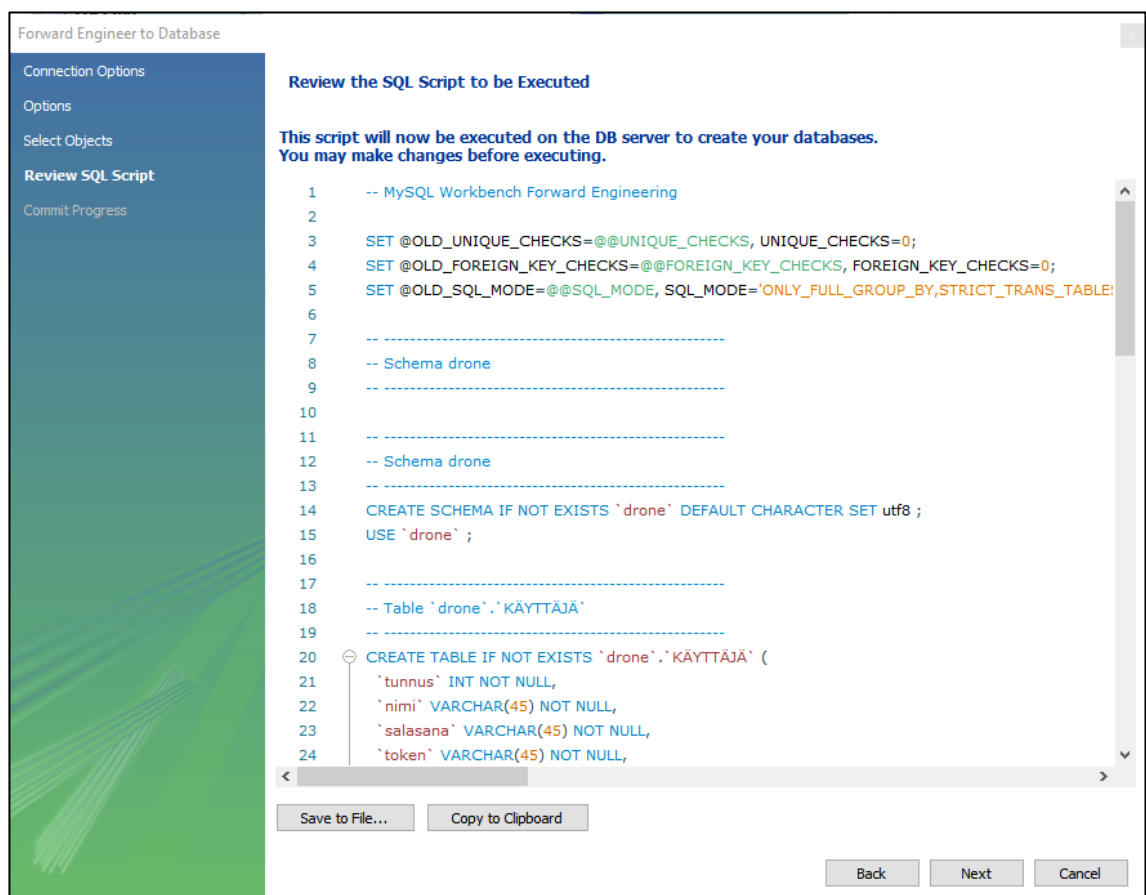 Forward Engineer to Database
Connection Options
Options
Select Objects
Review SQL Script
Commit Progress
Review the SQL Script to be Executed
This script will now be executed on the DB server to create your databases.
You may make changes before executing.
1 -- MySQL Workbench Forward Engineering
2
3 SET @OLD_UNIQUE_CHECKS=@@UNIQUE_CHECKS, UNIQUE_CHECKS=0;
4 SET @OLD_FOREIGN_KEY_CHECKS=@@FOREIGN_KEY_CHECKS, FOREIGN_KEY_CHECKS=0;
5 SET @OLD_SQL_MODE=@@SQL_MODE, SQL_MODE='ONLY_FULL_GROUP_BY,STRICT_TRANS_TABLES
6
7 -- -----------------------------------------------------
8 -- Schema drone
9 -- -----------------------------------------------------
10
11 -- -----------------------------------------------------
12 -- Schema drone
13 -- -----------------------------------------------------
14 CREATE SCHEMA IF NOT EXISTS `drone` DEFAULT CHARACTER SET utf8 ;
15 USE `drone` ;
16
17 -- -----------------------------------------------------
18 -- Table `drone`.`KÄYTTÄJÄ`
19 -- -----------------------------------------------------
20 CREATE TABLE IF NOT EXISTS `drone`.`KÄYTTÄJÄ` (
21 `tunnus` INT NOT NULL,
22 `nimi` VARCHAR(45) NOT NULL,
23 `salasana` VARCHAR(45) NOT NULL,
24 `token` VARCHAR(45) NOT NULL,
Save to File... Copy to Clipboard
Back Next Cancel